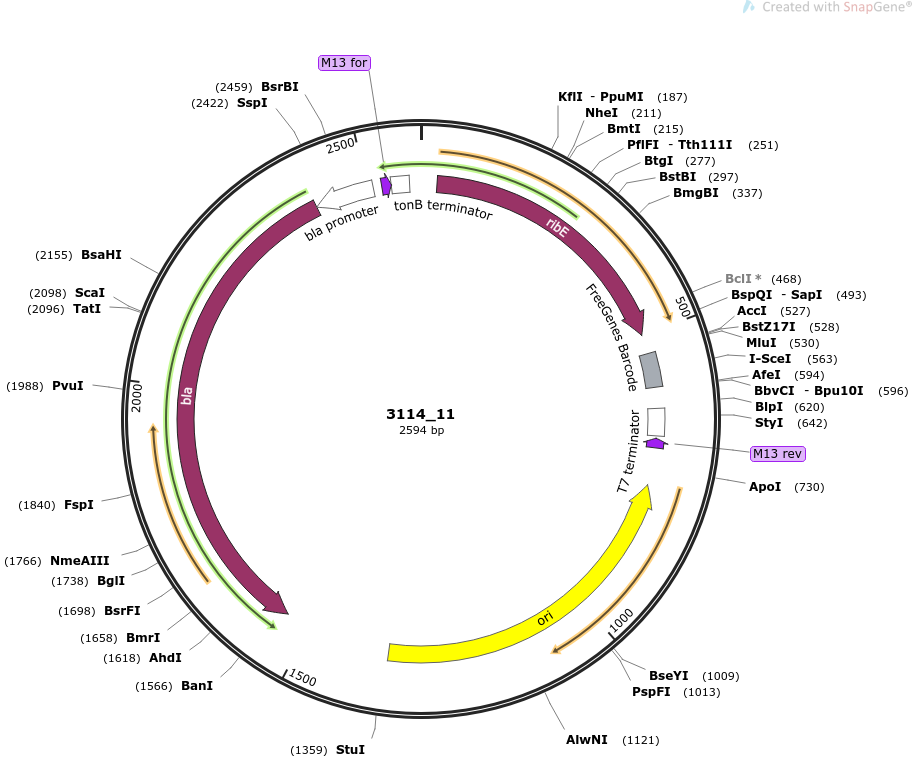 Created with SnapGene®
M13 for
(2459) BsrBI
(2422) SspI
KflI - PpuMI (187)
NheI (211)
BmtI (215)
PflFI - Tth111I (251)
BtgI (277)
BstBI (297)
BmgBI (337)
2500
bla promoter
tonB terminator
ribE
(2155) BsaHI
(2098) ScaI
(2096) TatI
BclI * (468)
BspQI - SapI (493)
500
AccI (527)
BstZ17I (528)
MluI (530)
I-SceI (563)
AfeI (594)
BbvCI - Bpu10I (596)
BlpI (620)
StyI (642)
FreeGenes Barcode
(1988) PvuI
2000
bla
3114_11
2594 bp
T7 terminator
M13 rev
ApoI (730)
(1840) FspI
(1766) NmeAIII
(1738) BglI
(1698) BsrFI
(1658) BmrI
(1618) AhdI
(1566) BanI
ori
1000
1500
BseYI (1009)
PspFI (1013)
AlwNI (1121)
(1359) StuI